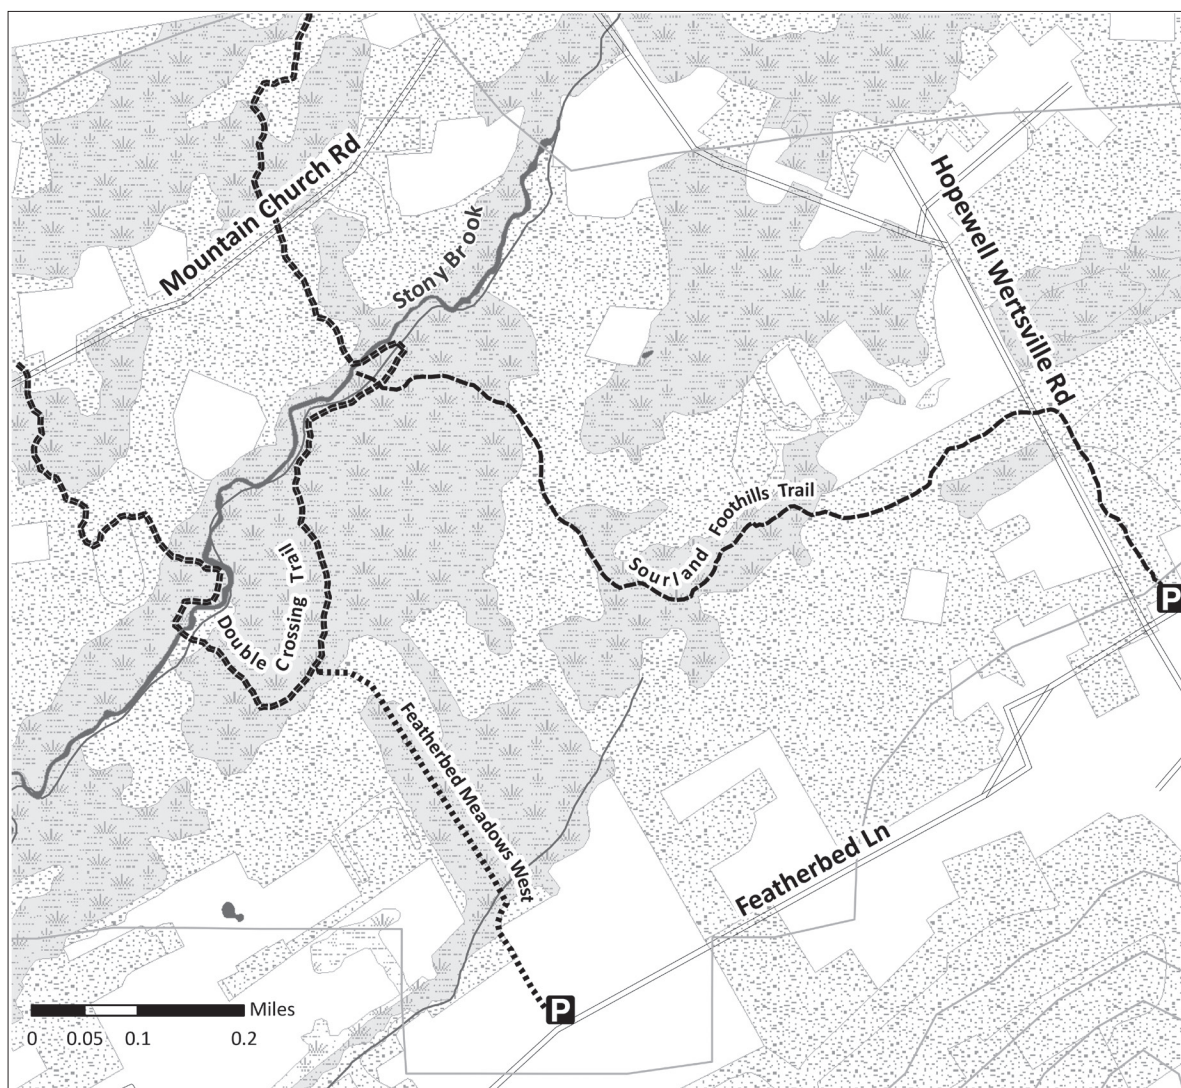 Mountain Church Rd
Stony Brook
Hopewell Wertsville Rd
Sourland Foothills Trail
P
Double
Crossing Trail
Featherbed Meadows West
Featherbed Ln
P
Miles
0 0.05 0.1 0.2